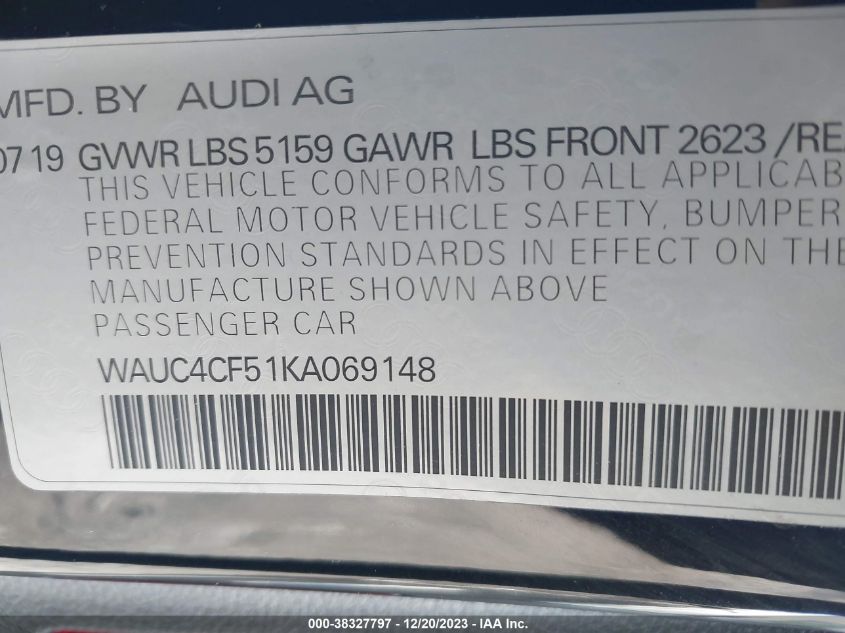 MFD. BY AUDI AG
0719 GVWR LBS 5159 GAWR LBS FRONT 2623 /REA
THIS VEHICLE CONFORMS TO ALL APPLICAB
FEDERAL MOTOR VEHICLE SAFETY, BUMPER
PREVENTION STANDARDS IN EFFECT ON THE
MANUFACTURE SHOWN ABOVE
PASSENGER CAR
WAUC4CF51KA069148
000-38327797 - 12/20/2023 - IAA Inc.